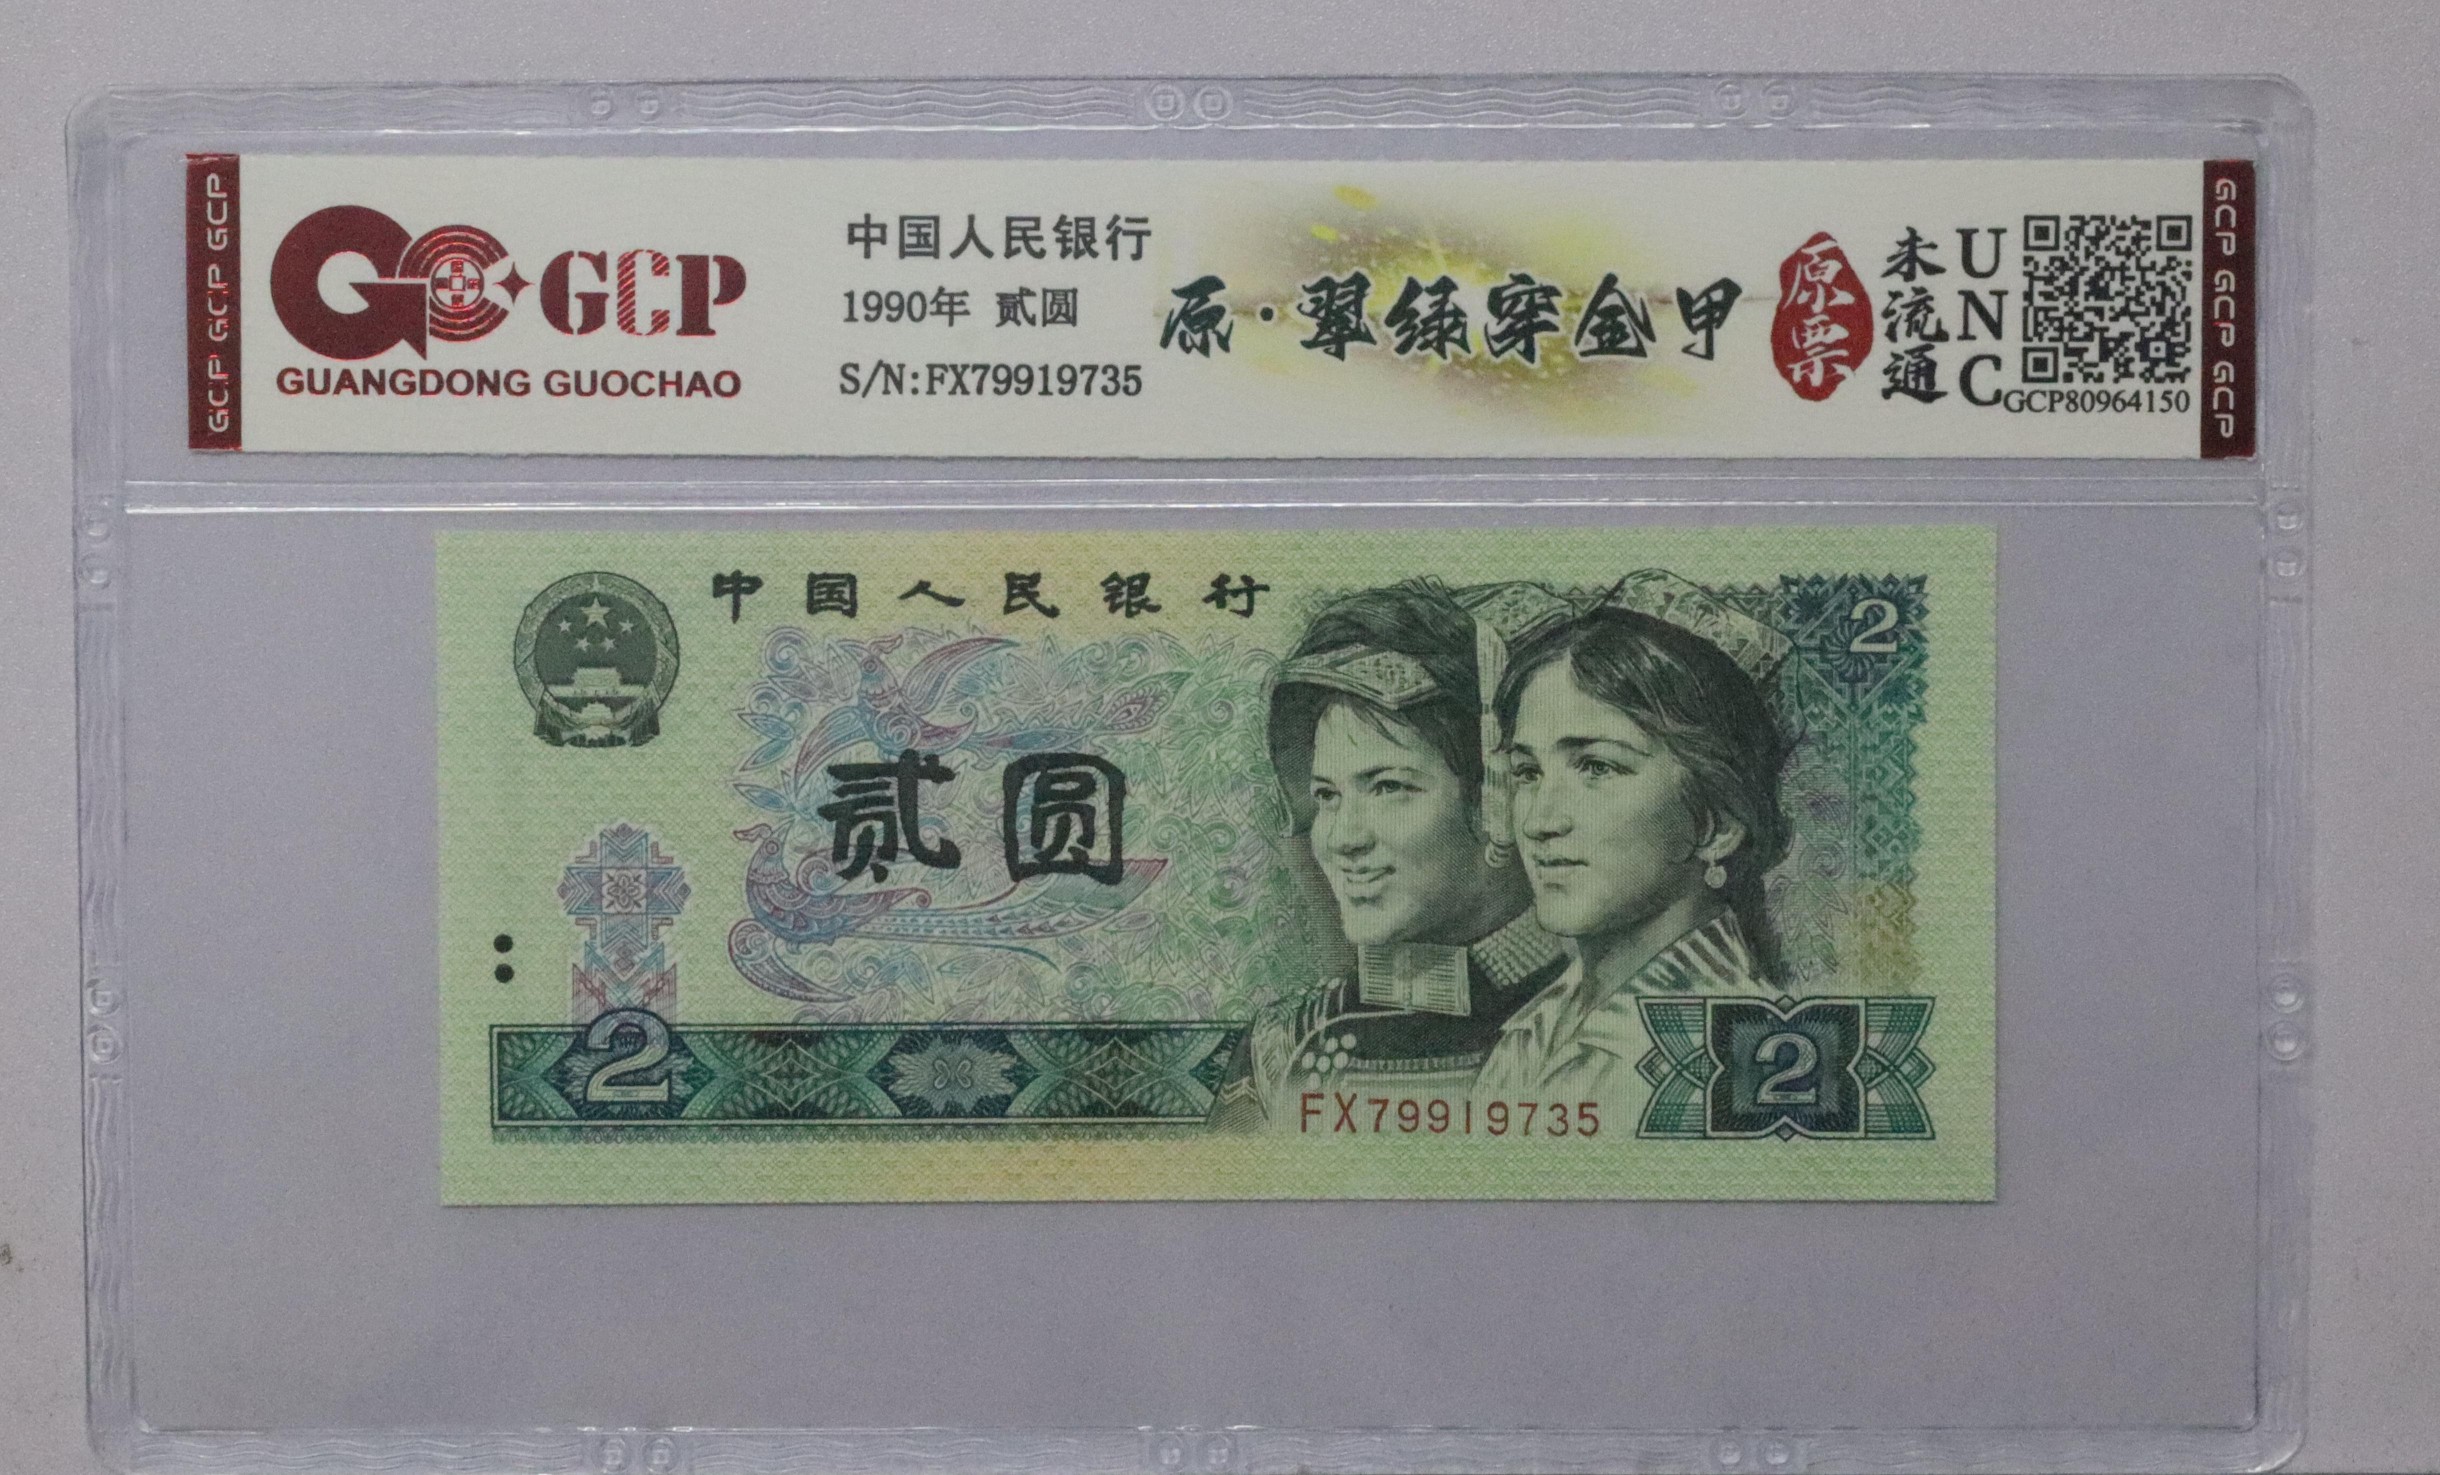 GCP GCP GCP
GCP
GUANGDONG GUOCHAO
中国人民银行
1990年 贰圆
S/N:FX79919735
原·翠绿穿金甲
原票
未流通
UNC
GCP80964150
GCP GCP GCP
中国人民银行
2
贰圆
2
FX79919735
2